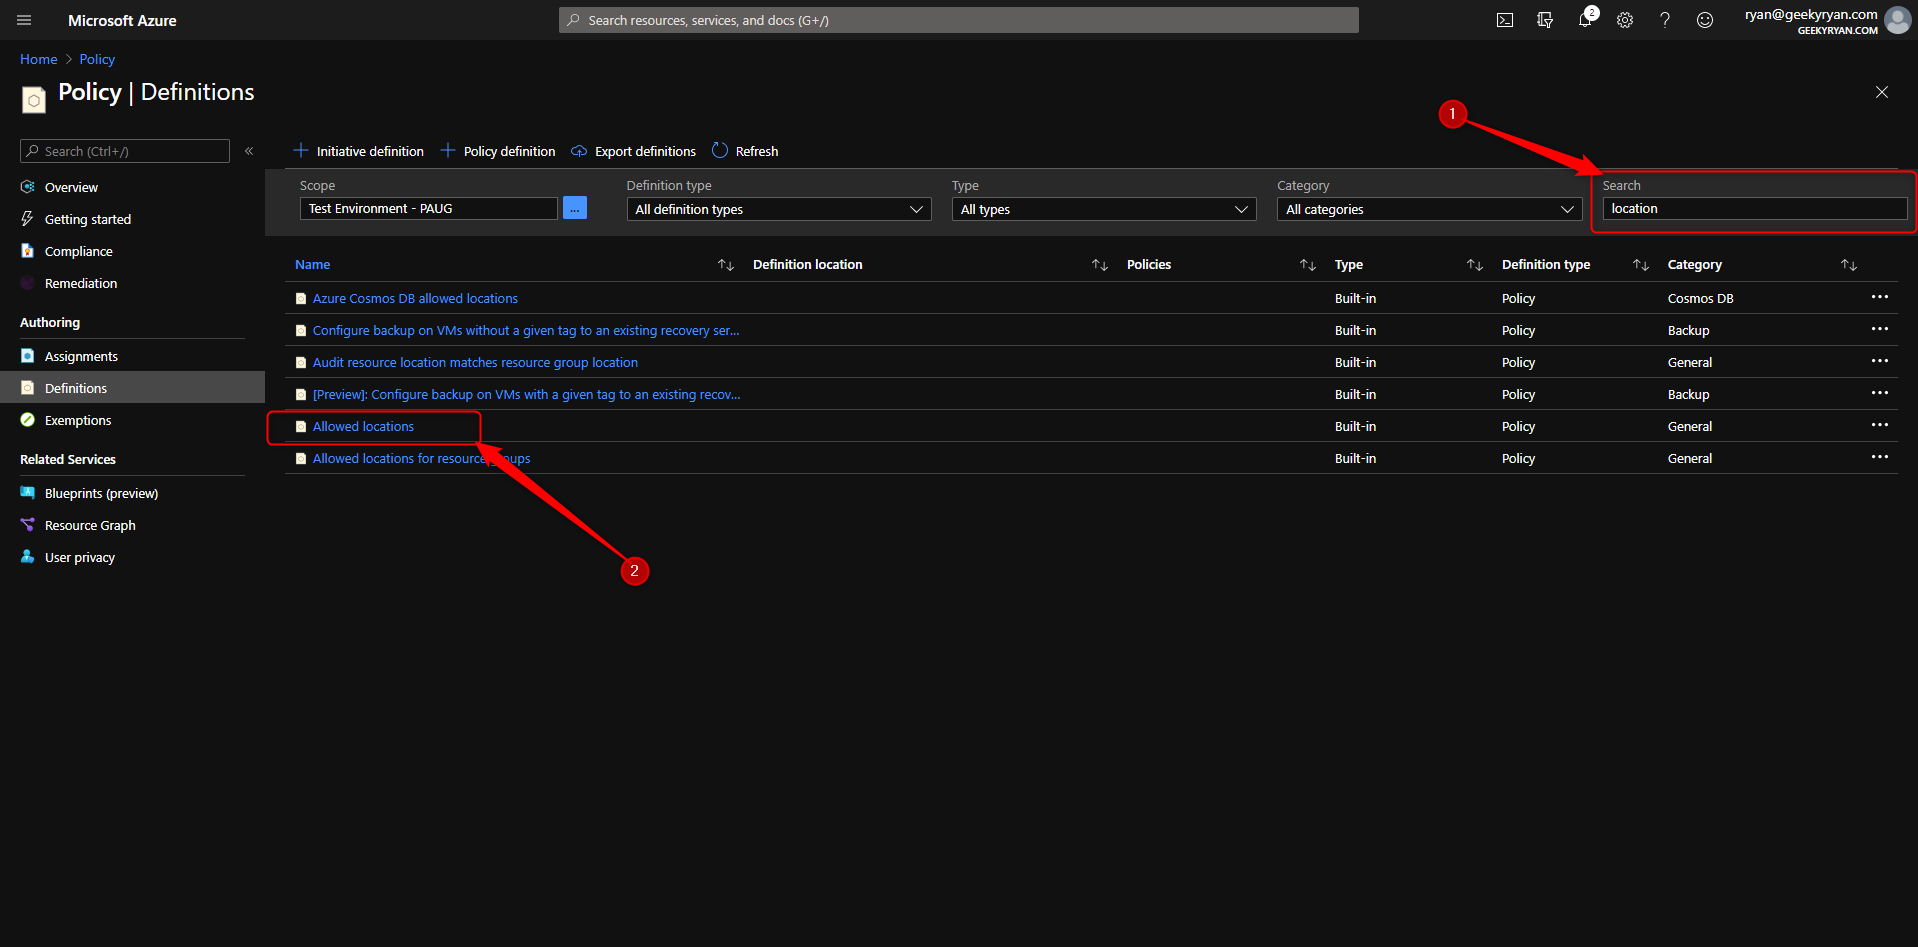 Microsoft Azure
Search resources, services, and docs (G+/)
2
ryan@geekyryan.com
GEEKYRYAN.COM
Home > Policy
Policy | Definitions
1
Search (Ctrl+/)
«
Initiative definition
Policy definition
Export definitions
Refresh
Overview
Getting started
Compliance
Remediation
Authoring
Assignments
Definitions
Exemptions
Related Services
Blueprints (preview)
Resource Graph
User privacy
Scope
Test Environment - PAUG
...
Definition type
All definition types
Type
All types
Category
All categories
Search
location
Name Definition location Policies Type Definition type Category
Azure Cosmos DB allowed locations Built-in Policy Cosmos DB
Configure backup on VMs without a given tag to an existing recovery ser... Built-in Policy Backup
Audit resource location matches resource group location Built-in Policy General
[Preview]: Configure backup on VMs with a given tag to an existing recov... Built-in Policy Backup
Allowed locations Built-in Policy General
Allowed locations for resource groups Built-in Policy General
2